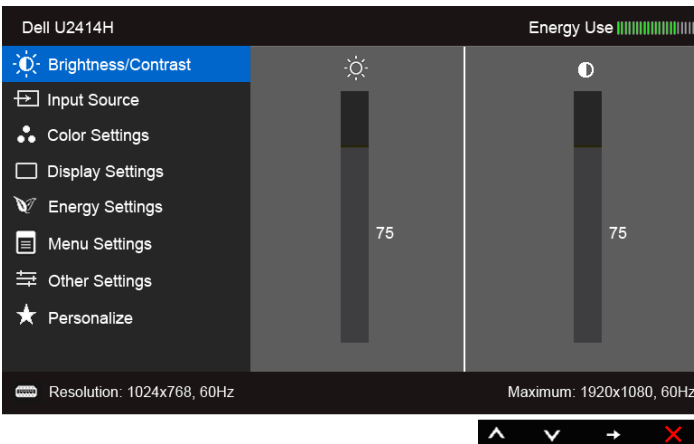 Dell U2414H Energy Use
Brightness/Contrast
Input Source
Color Settings
Display Settings
Energy Settings
75 75
Menu Settings
Other Settings
Personalize
Resolution: 1024x768, 60Hz Maximum: 1920x1080, 60Hz